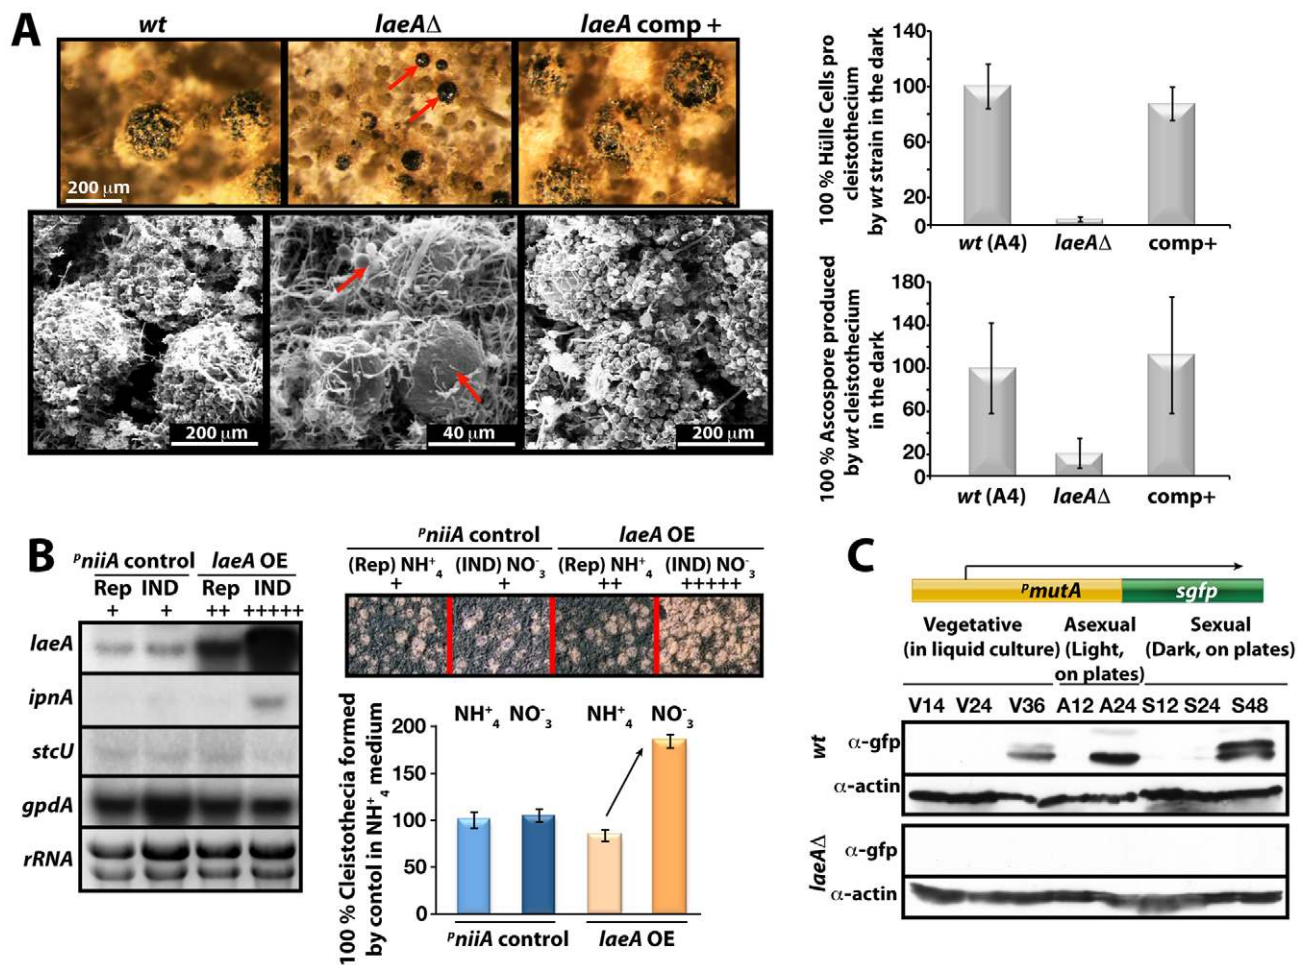 A
wt
laeAΔ
laeA comp +
200 μm
200 μm
40 μm
200 μm
100 % Hülle Cells pro
cleistothecium
by wt strain in the dark
140
100
60
20
0
wt (A4)
laeAΔ
comp+
100 % Ascospore produced
by wt cleistothecium
in the dark
180
140
100
60
20
0
wt (A4)
laeAΔ
comp+
B
PniiA control
laeA OE
Rep
IND
Rep
IND
+
+
++
+++++
laeA
ipnA
stcU
gpdA
rRNA
PniiA control
laeA OE
(Rep) NH+4
(IND) NO-3
(Rep) NH+4
(IND) NO-3
+
+
++
+++++
100 % Cleistothecia formed
by contol in NH+4 medium
200
150
100
50
0
NH+4
NO-3
NH+4
NO-3
PniiA control
laeA OE
C
PmutA
sgfp
Vegetative
(in liquid culture)
Asexual
(Light,
on plates)
Sexual
(Dark, on plates)
V14
V24
V36
A12
A24
S12
S24
S48
wt
α-gfp
α-actin
laeAΔ
α-gfp
α-actin